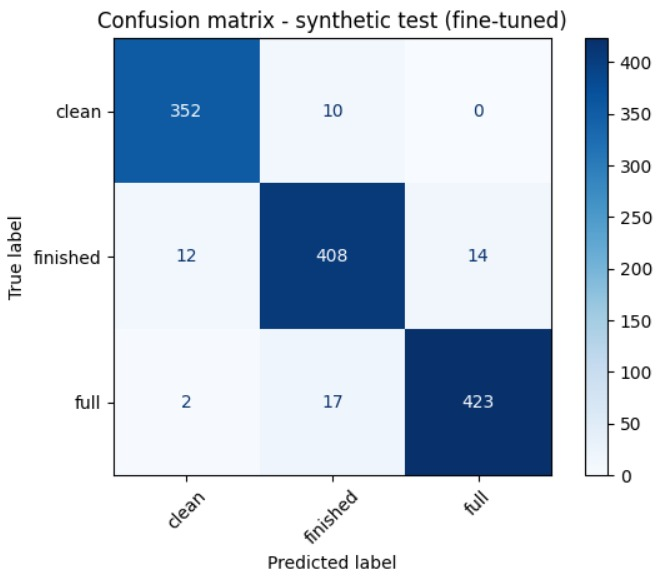 Confusion matrix - synthetic test (fine-tuned)
clean
352
10
0
finished
12
408
14
full
2
17
423
clean
finished
full
True label
Predicted label
400
350
300
250
200
150
100
50
0